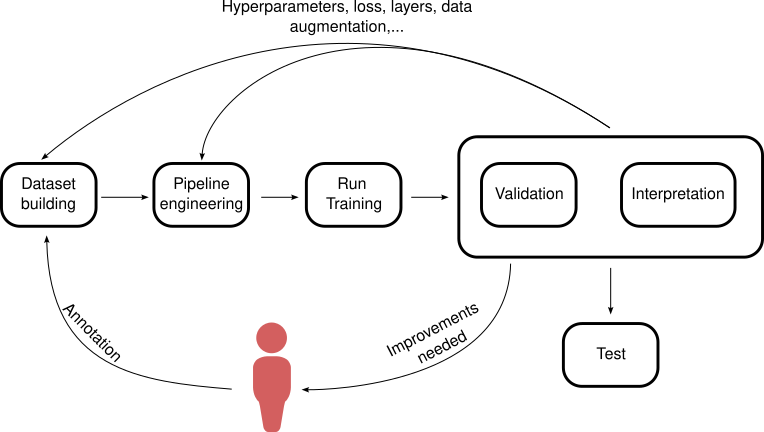 Hyperparameters, loss, layers, data
augmentation,...
Dataset
building
Pipeline
engineering
Run
Training
Validation
Interpretation
Annotation
Improvements
needed
Test